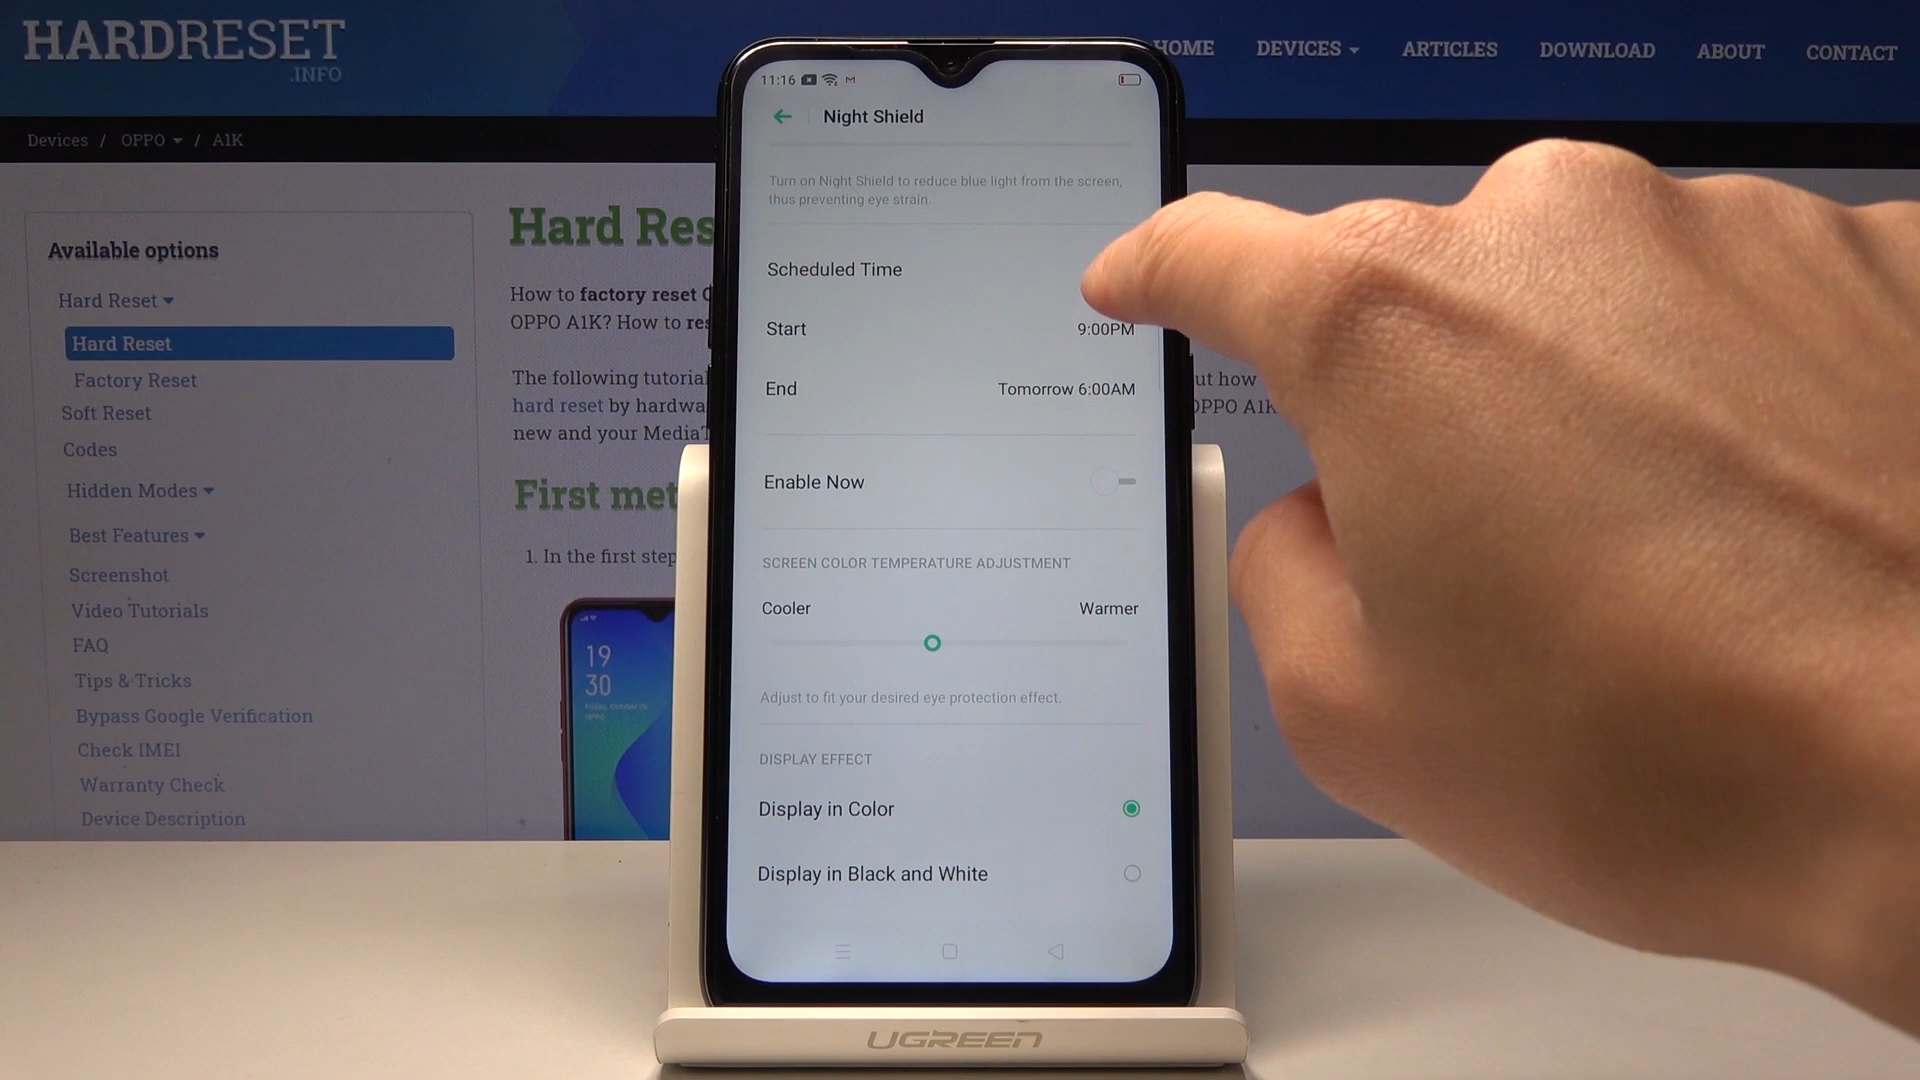 HARDRESET
.INFO
HOME
DEVICES
ARTICLES
DOWNLOAD
ABOUT
CONTACT
Devices / OPPO / A1K
Available options
Hard Reset
Hard Reset
Factory Reset
Soft Reset
Codes
Hidden Modes
Best Features
Screenshot
Video Tutorials
FAQ
Tips & Tricks
Bypass Google Verification
Check IMEI
Warranty Check
Device Description
Hard Res
How to factory reset
OPPO A1K? How to res
The following tutorial
hard reset by hardwa
new and your Media
ut how
OPPO A1K
First met
1. In the first step
19
30
11:16
Night Shield
Turn on Night Shield to reduce blue light from the screen,
thus preventing eye strain.
Scheduled Time
Start 9:00PM
End Tomorrow 6:00AM
Enable Now
SCREEN COLOR TEMPERATURE ADJUSTMENT
Cooler Warmer
Adjust to fit your desired eye protection effect.
DISPLAY EFFECT
Display in Color
Display in Black and White
UGREEN